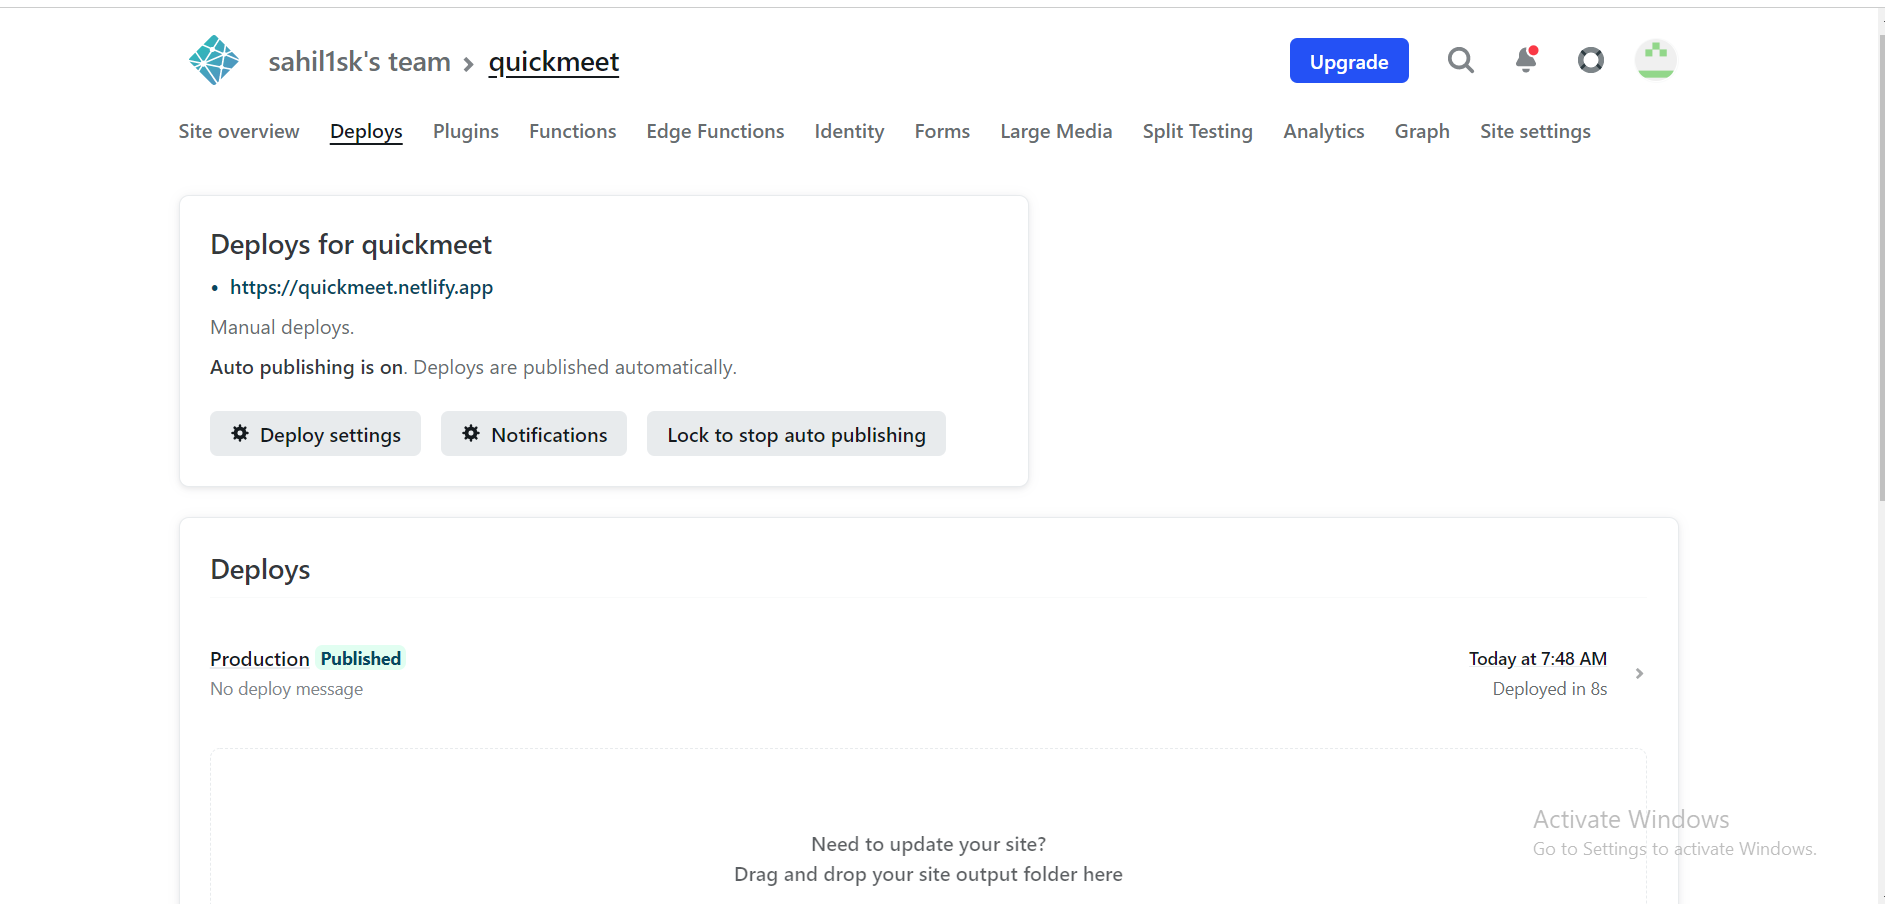 sahil1sk's team > quickmeet
Upgrade
Site overview Deploys Plugins Functions Edge Functions Identity Forms Large Media Split Testing Analytics Graph Site settings
Deploys for quickmeet
• https://quickmeet.netlify.app
Manual deploys.
Auto publishing is on. Deploys are published automatically.
Deploy settings Notifications Lock to stop auto publishing
Deploys
Production Published Today at 7:48 AM
No deploy message Deployed in 8s
Need to update your site?
Drag and drop your site output folder here
Activate Windows
Go to Settings to activate Windows.